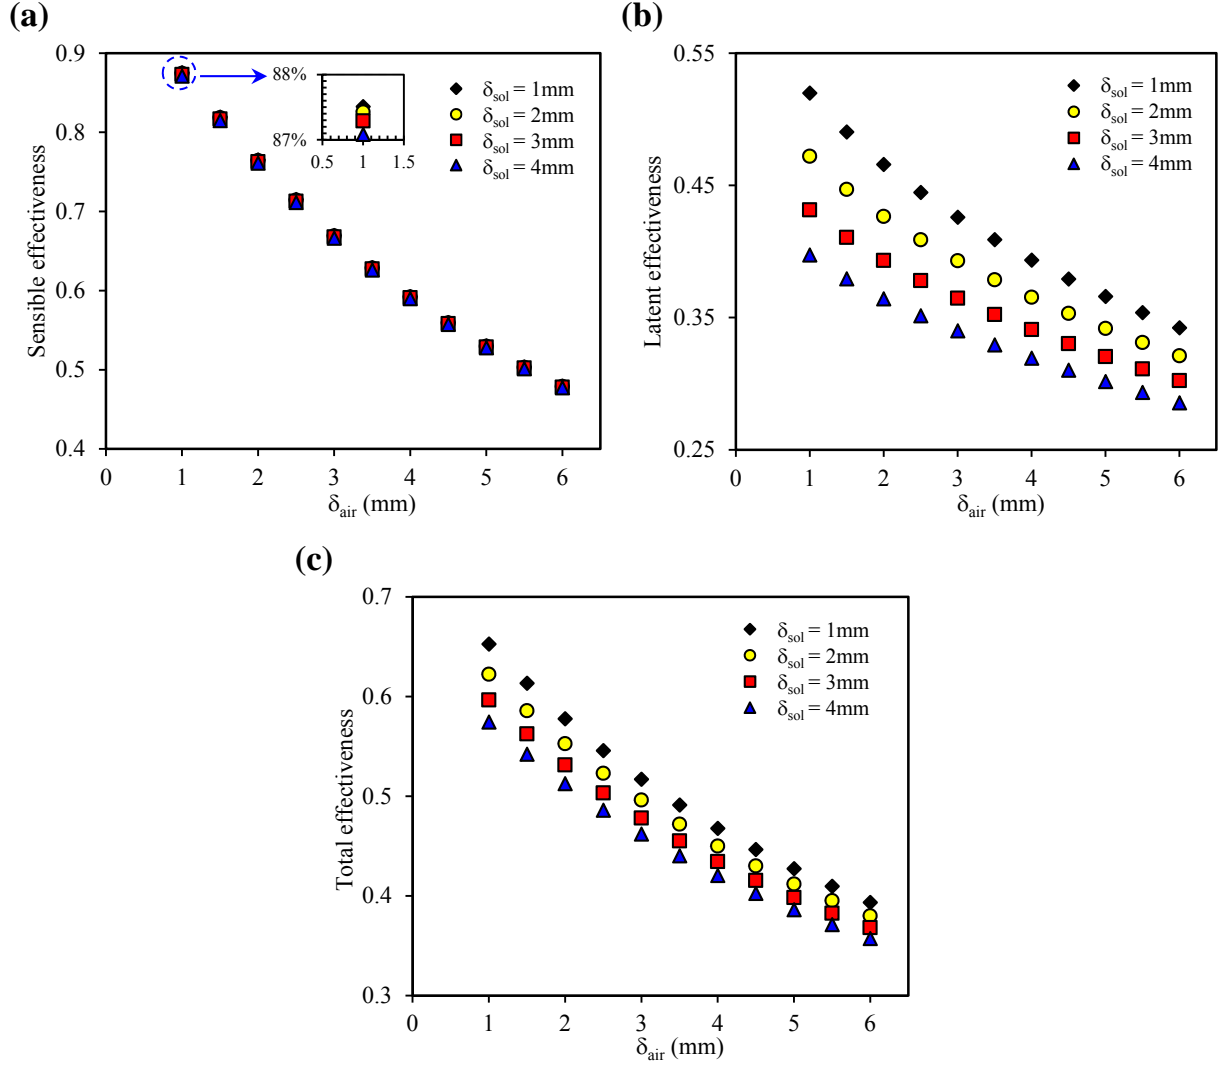 (a)
0.9
0.8
0.7
0.6
0.5
0.4
Sensible effectiveness
88%
87%
0.5 1 1.5
δsol = 1mm
δsol = 2mm
δsol = 3mm
δsol = 4mm
0 1 2 3 4 5 6
δair (mm)
(b)
0.55
0.45
0.35
0.25
Latent effectiveness
δsol = 1mm
δsol = 2mm
δsol = 3mm
δsol = 4mm
0 1 2 3 4 5 6
δair (mm)
(c)
0.7
0.6
0.5
0.4
0.3
Total effectiveness
δsol = 1mm
δsol = 2mm
δsol = 3mm
δsol = 4mm
0 1 2 3 4 5 6
δair (mm)